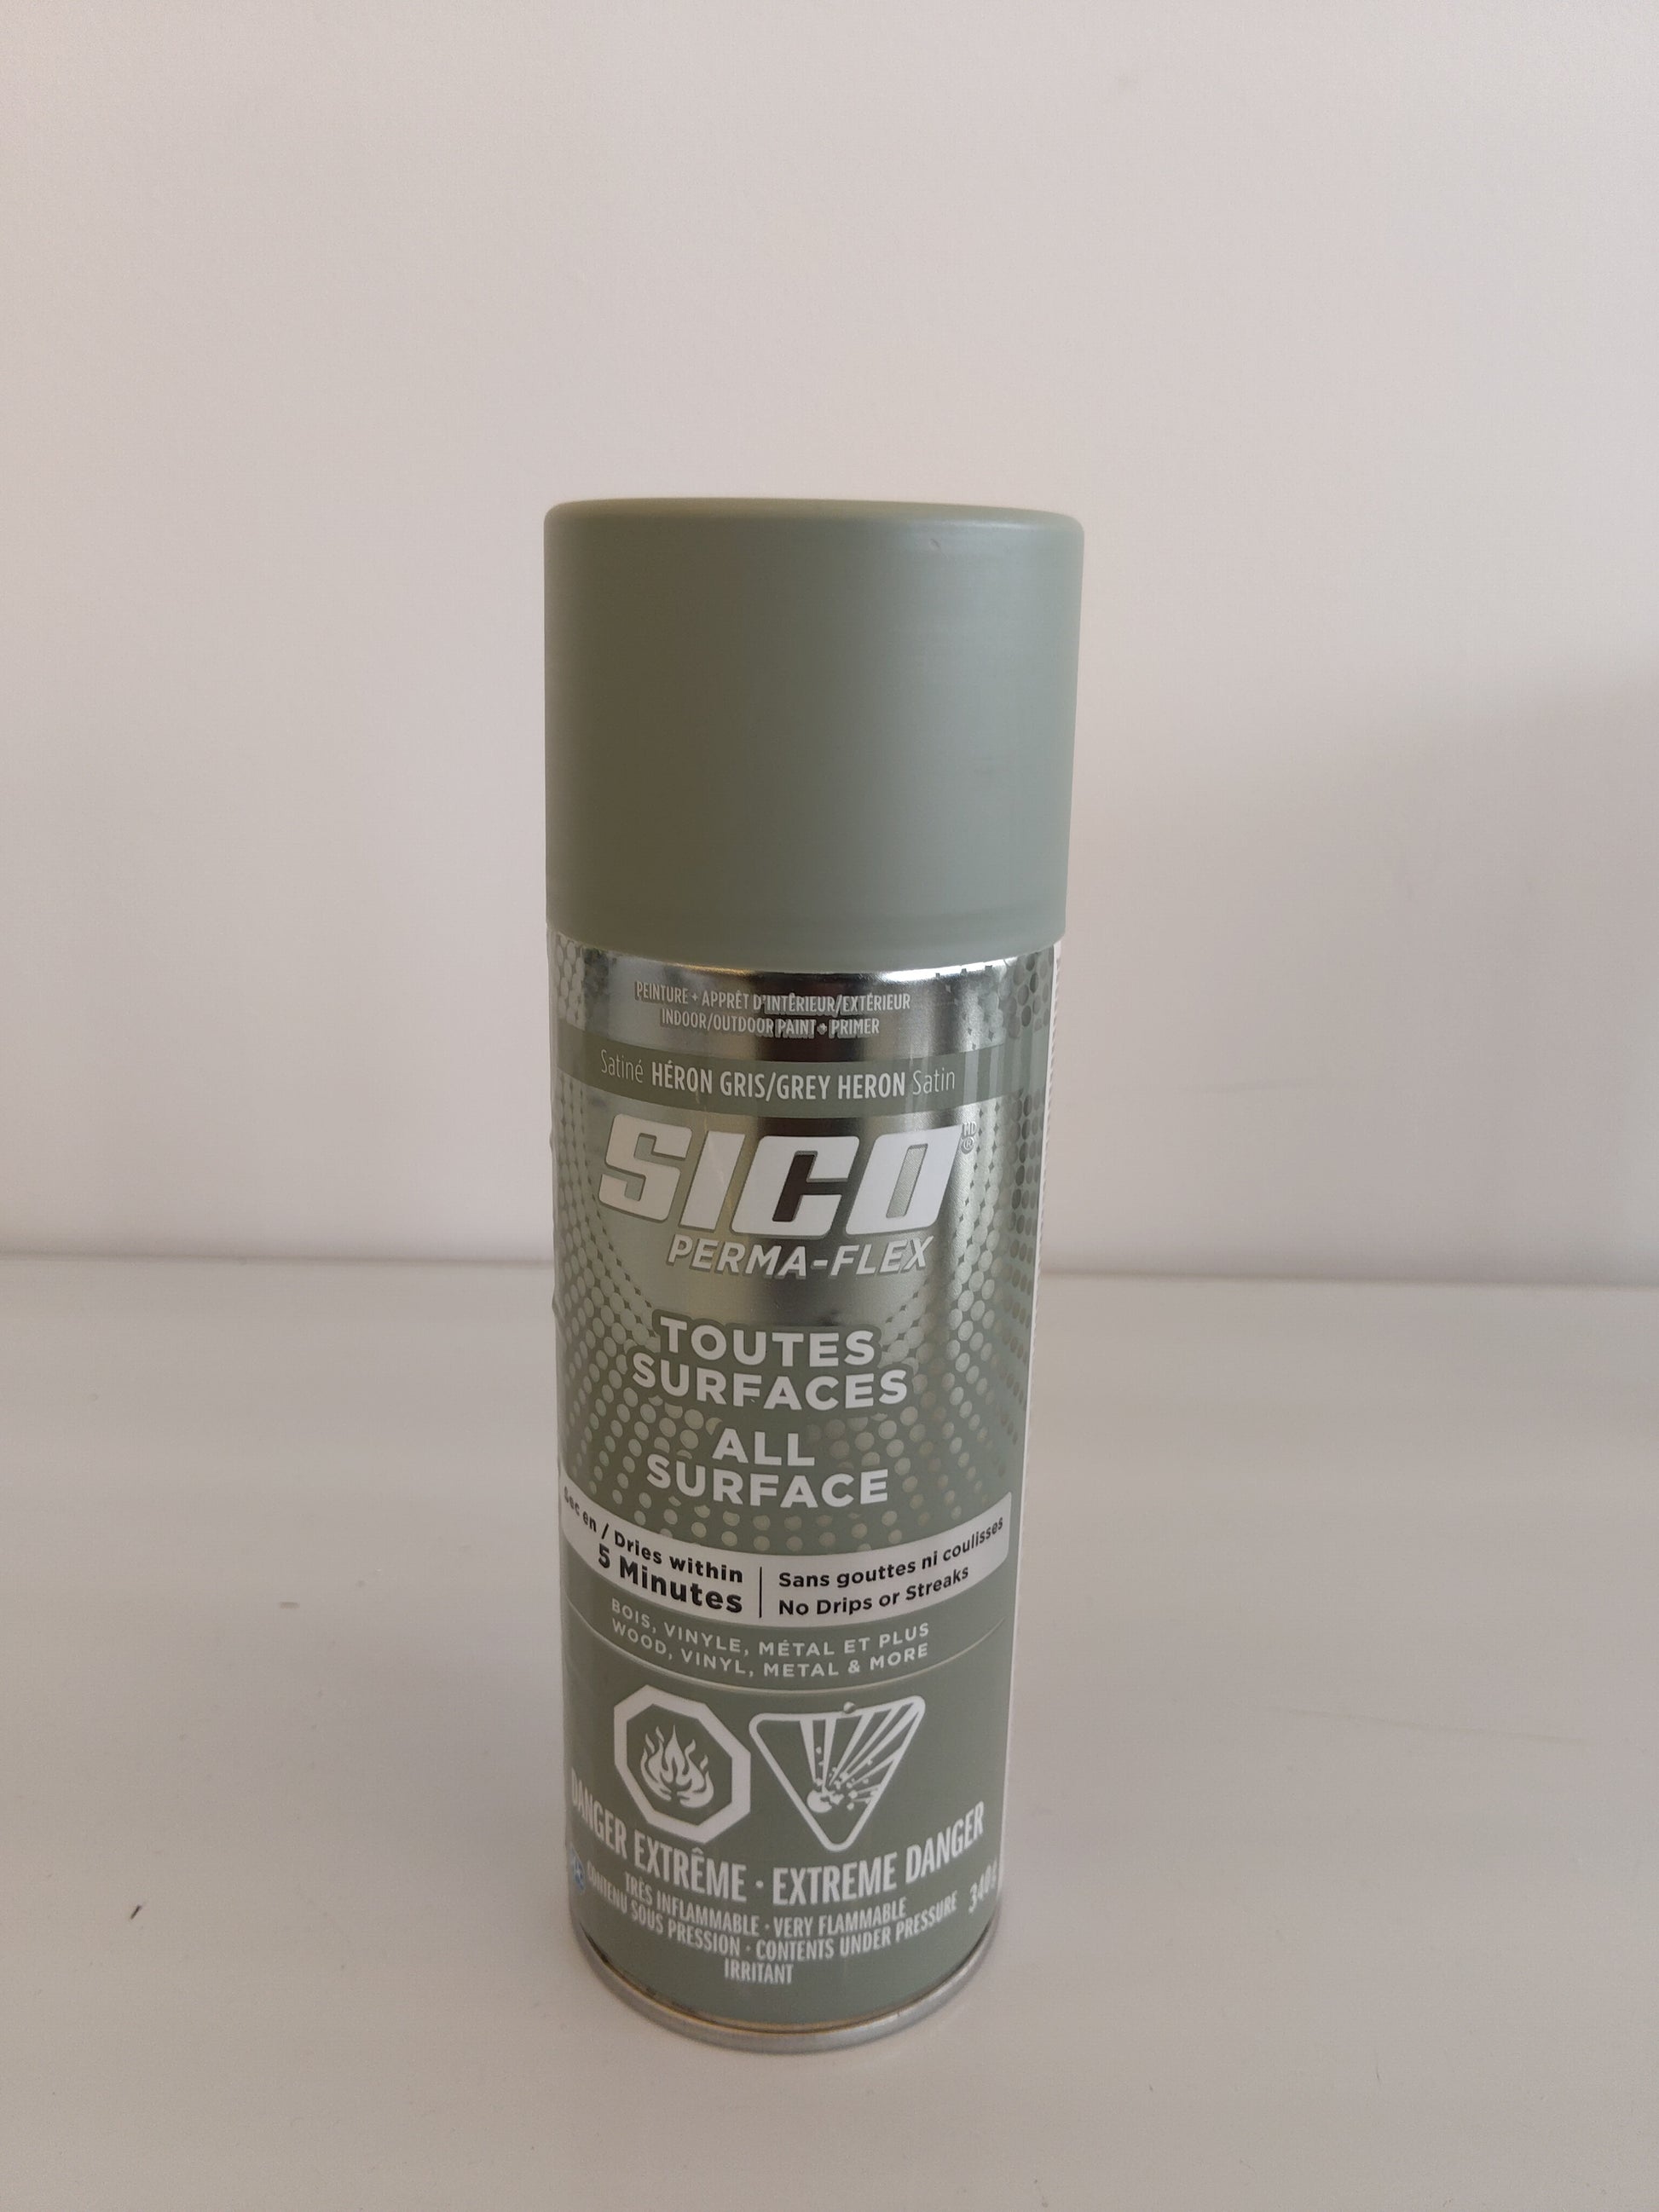 PEINTURE + APPRÊT D'INTÉRIEUR/EXTÉRIEUR
INDOOR/OUTDOOR PAINT + PRIMER
Satiné HÉRON GRIS/GREY HERON Satin
SICO HD
®
PERMA-FLEX
TOUTES
SURFACES
ALL
SURFACE
Sec en / Dries within
5 Minutes
Sans gouttes ni coulisses
No Drips or Streaks
BOIS, VINYLE, MÉTAL ET PLUS
WOOD, VINYL, METAL & MORE
DANGER EXTRÊME · EXTREME DANGER
TRÈS INFLAMMABLE · VERY FLAMMABLE
CONTENU SOUS PRESSION · CONTENTS UNDER PRESSURE
IRRITANT
340 g